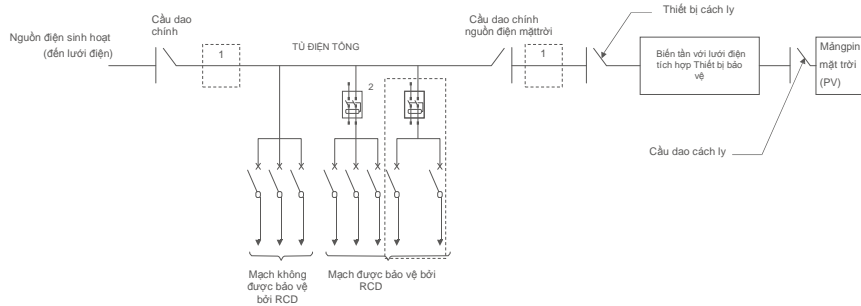 Thiết bị cách ly
Cầu dao
chính
Cầu dao chính
nguồn điện mặttrời
Nguồn điện sinh hoạt
(đến lưới điện)
1
TỦ ĐIỆN TỔNG
1
Biến tần với lưới điện
tích hợp Thiết bị bảo
vệ
Mảngpin
mặt trời
(PV)
2
Cầu dao cách ly
Mạch không
được bảo vệ
bởi RCD
Mạch được bảo vệ bởi
RCD